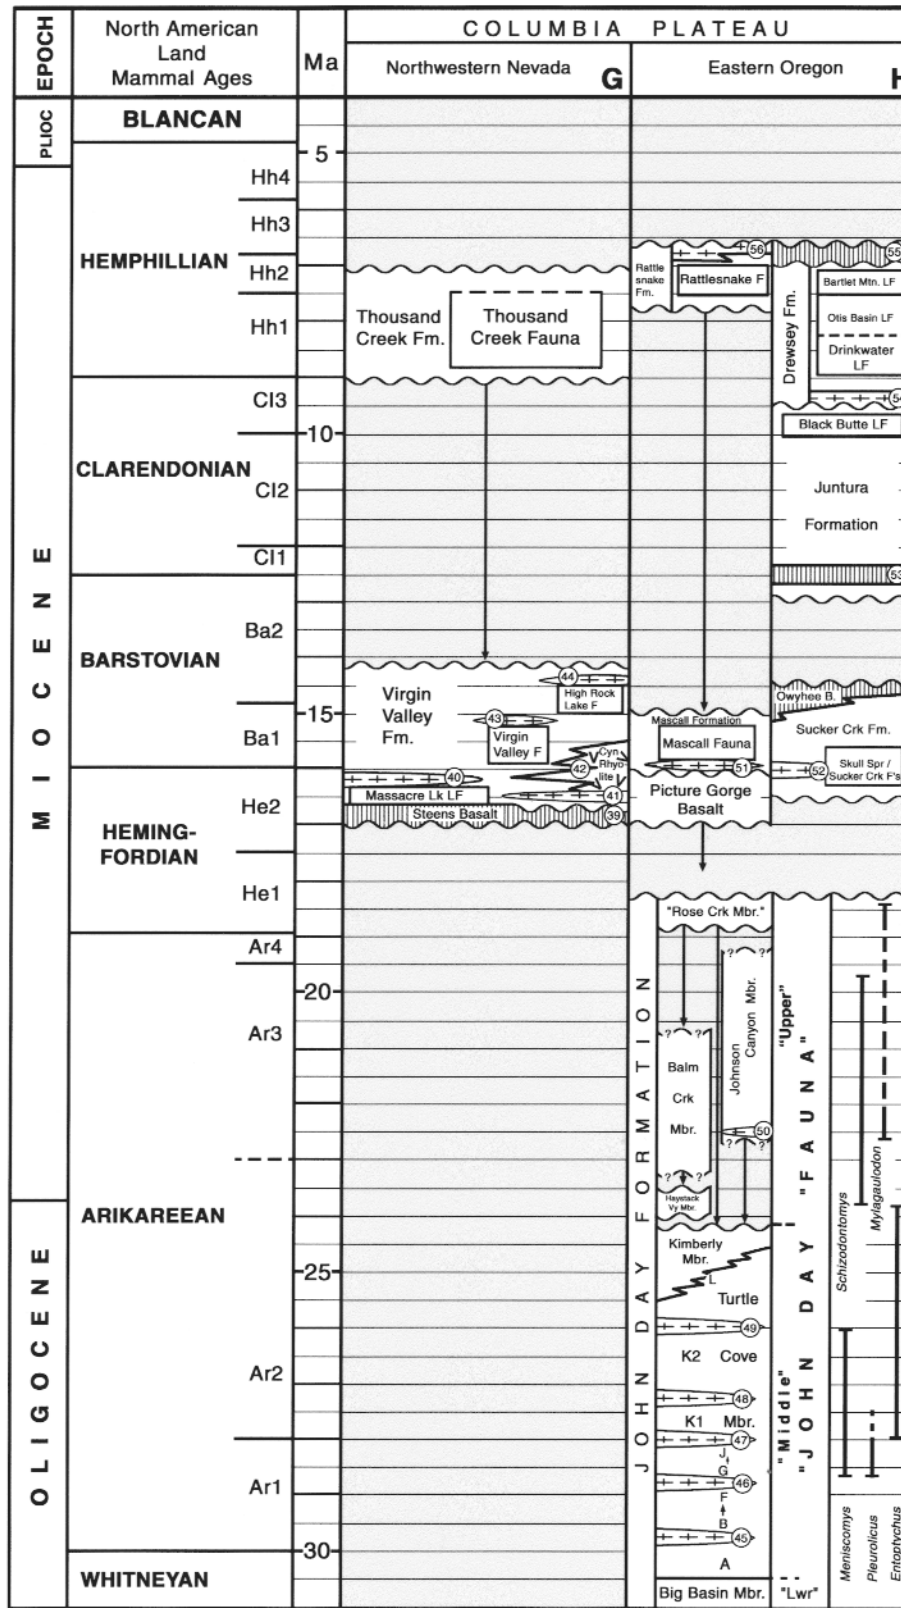 EPOCH
North American
Land
Mammal Ages
Ma
COLUMBIA PLATEAU
Northwestern Nevada
G
Eastern Oregon
H
PLIOC
MIOCENE
OLIGOCENE
BLANCAN
HEMPHILLIAN
Hh4
Hh3
Hh2
Hh1
CLARENDONIAN
Cl3
Cl2
Cl1
BARSTOVIAN
Ba2
Ba1
HEMING-
FORDIAN
He2
He1
ARIKAREEAN
Ar4
Ar3
Ar2
Ar1
WHITNEYAN
5
10
15
20
25
30
Thousand
Creek Fm.
Thousand
Creek Fauna
Virgin
Valley
Fm.
44
High Rock
Lake F
43
Virgin
Valley F
Cyn
Rhyo-
lite
42
40
41
Massacre Lk LF
Steens Basalt
39
56
Rattle
snake
Fm.
Rattlesnake F
55
Drewsey Fm.
Bartlet Mtn. LF
Otis Basin LF
Drinkwater
LF
54
Black Butte LF
Juntura
Formation
53
Owyhee B.
Sucker Crk Fm.
Mascall Formation
Mascall Fauna
51
52
Skull Spr /
Sucker Crk F's
Picture Gorge
Basalt
JOHN DAY FORMATION
"Rose Crk Mbr."
? ?
Johnson
Canyon Mbr.
? ?
Balm
Crk
Mbr.
50
? ?
? ?
Haystack
Vy Mbr.
Kimberly
Mbr.
L
Turtle
49
K2 Cove
48
K1 Mbr.
47
J
G
46
F
B
45
A
Big Basin Mbr.
"Upper"
"Middle"
"Lwr"
"JOHN DAY "FAUNA"
Schizodontomys
Mylagaulodon
Meniscomys
Pleurolicus
Entoptychus